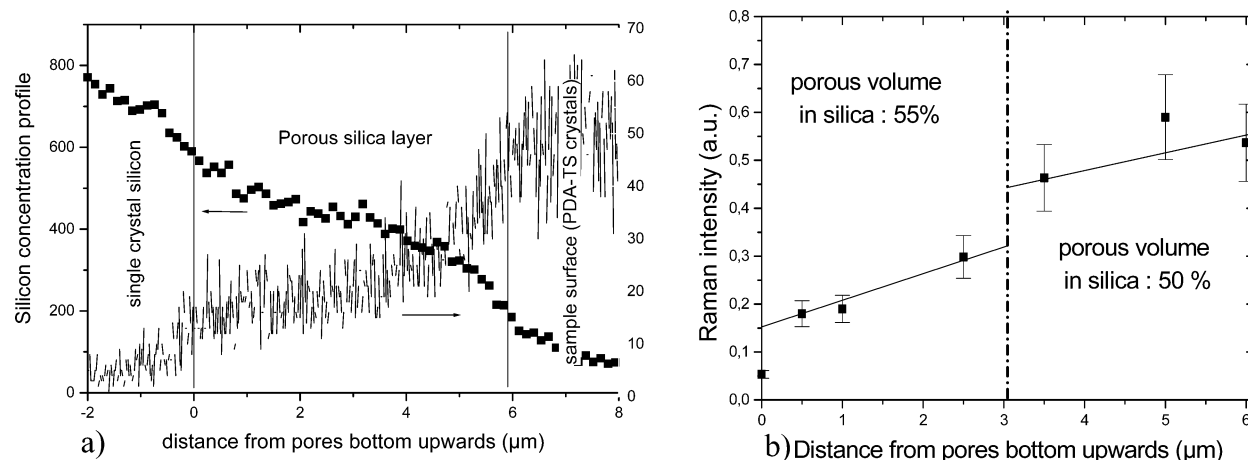 Silicon concentration profile
800
600
400
200
0
70
60
50
40
30
20
10
0
single crystal silicon
Porous silica layer
sample surface (PDA-TS crystals)
-2
0
2
4
6
8
a)
distance from pores bottom upwards (µm)
Raman intensity (a.u.)
0,8
0,7
0,6
0,5
0,4
0,3
0,2
0,1
0,0
porous volume
in silica : 55%
porous volume
in silica : 50 %
0
1
2
3
4
5
6
b)
Distance from pores bottom upwards (µm)